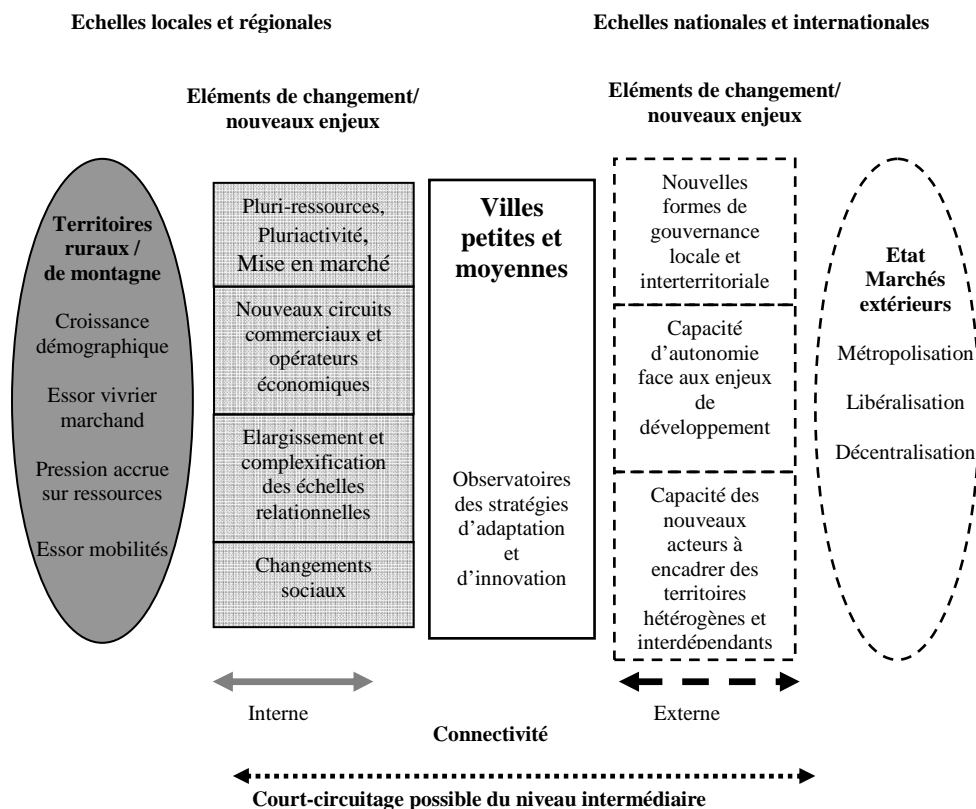 Echelles locales et régionales
Echelles nationales et internationales
Eléments de changement/
nouveaux enjeux
Eléments de changement/
nouveaux enjeux
Territoires
ruraux /
de montagne
Croissance
démographique
Essor vivrier
marchand
Pression accrue
sur ressources
Essor mobilités
Pluri-ressources,
Pluriactivité,
Mise en marché
Nouveaux circuits
commerciaux et
opérateurs
économiques
Elargissement et
complexification
des échelles
relationnelles
Changements
sociaux
Villes
petites et
moyennes
Observatoires
des stratégies
d’adaptation
et
d’innovation
Nouvelles
formes de
gouvernance
locale et
interterritoriale
Capacité
d’autonomie
face aux enjeux
de
développement
Capacité des
nouveaux
acteurs à
encadrer des
territoires
hétérogènes et
interdépendants
Etat
Marchés
extérieurs
Métropolisation
Libéralisation
Décentralisation
Interne
Externe
Connectivité
Court-circuitage possible du niveau intermédiaire